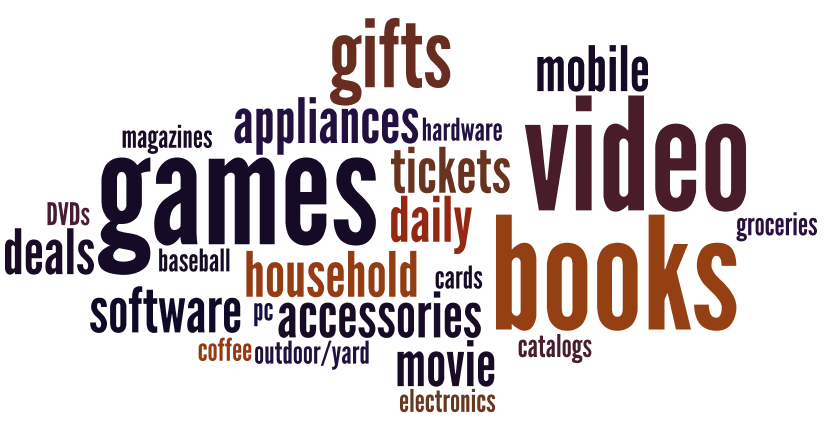 gifts
mobile
appliances
hardware
video
magazines
games
tickets
DVDs
daily
groceries
deals
baseball
books
household
cards
software
pc
accessories
coffee
outdoor/yard
movie
catalogs
electronics